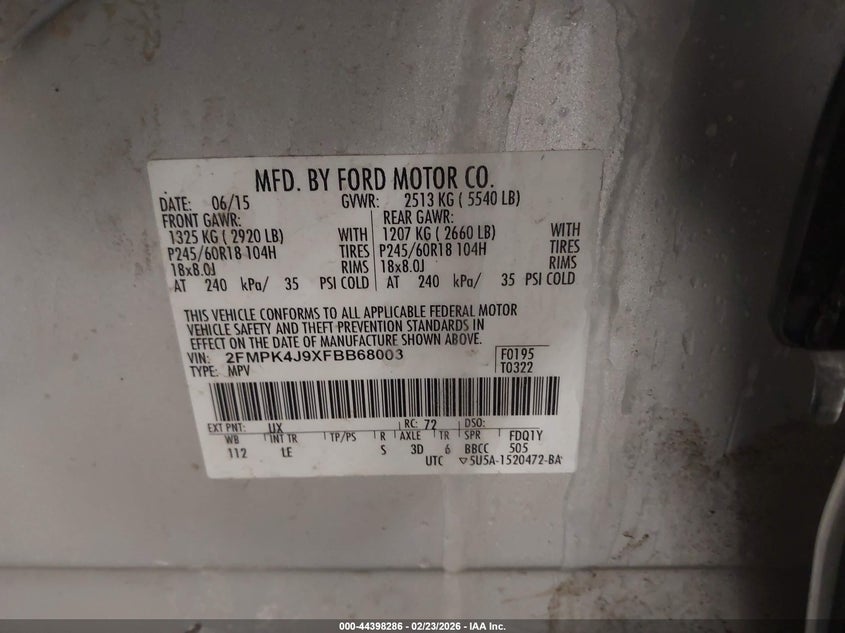 MFD. BY FORD MOTOR CO.
DATE: 06/15 GVWR: 2513 KG ( 5540 LB)
FRONT GAWR: REAR GAWR:
1325 KG ( 2920 LB) WITH 1207 KG ( 2660 LB) WITH
P245/60R18 104H TIRES P245/60R18 104H TIRES
18x8.0J RIMS 18x8.0J RIMS
AT 240 kPa/ 35 PSI COLD AT 240 kPa/ 35 PSI COLD
THIS VEHICLE CONFORMS TO ALL APPLICABLE FEDERAL MOTOR
VEHICLE SAFETY AND THEFT PREVENTION STANDARDS IN
EFFECT ON THE DATE OF MANUFACTURE SHOWN ABOVE.
VIN: 2FMPK4J9XFBB68003 F0195
TYPE: MPV T0322
EXT PNT: UX RC: 72 DSO:
WB INT TR TP/PS R AXLE TR SPR FDQ1Y
112 LE S 3D 6 BBCC 505
UTC ▽5U5A-1520472-BA
000-44398286 - 02/23/2026 - IAA Inc.